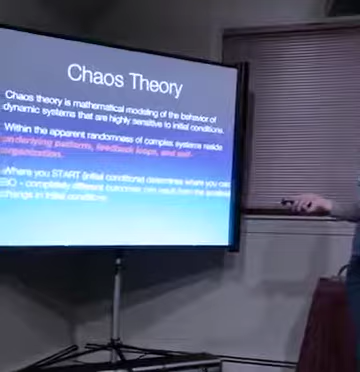 Chaos Theory
Chaos theory is mathematical modeling of the behavior of
dynamic systems that are highly sensitive to initial conditions.
Within the apparent randomness of complex systems reside
underlying patterns, feedback loops, and self-
organization.
Where you START (initial conditions) determines where you can
GO - completely different outcomes can result from the
change in initial conditions